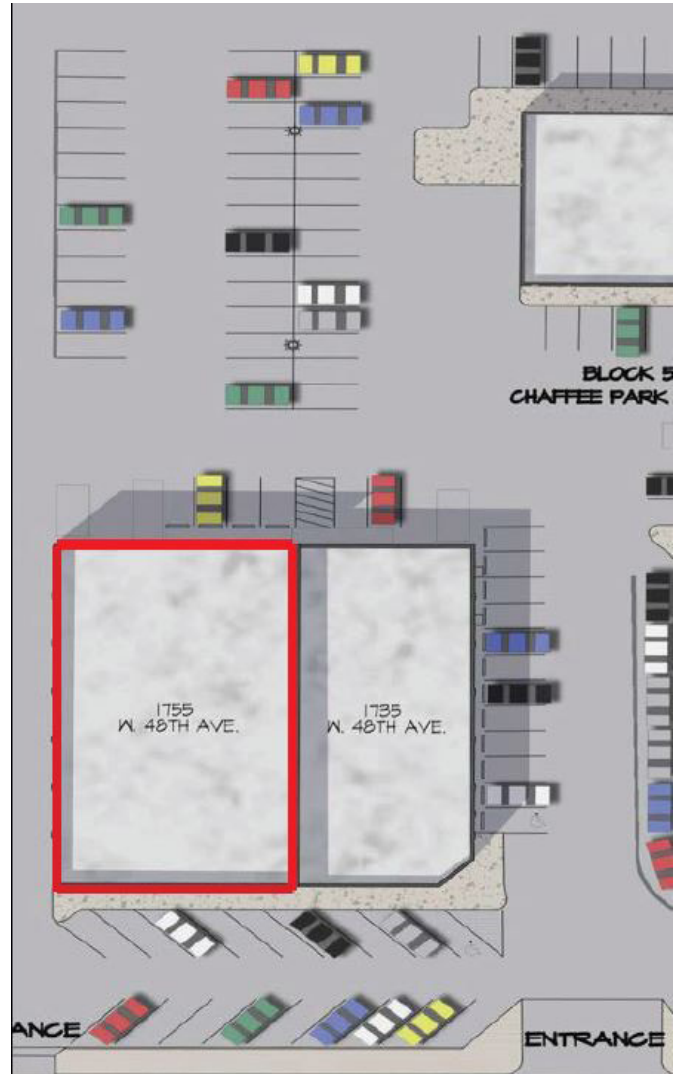 BLOCK 5
CHAFFEE PARK
1755
W. 48TH AVE.
1735
W. 48TH AVE.
ANCE
ENTRANCE